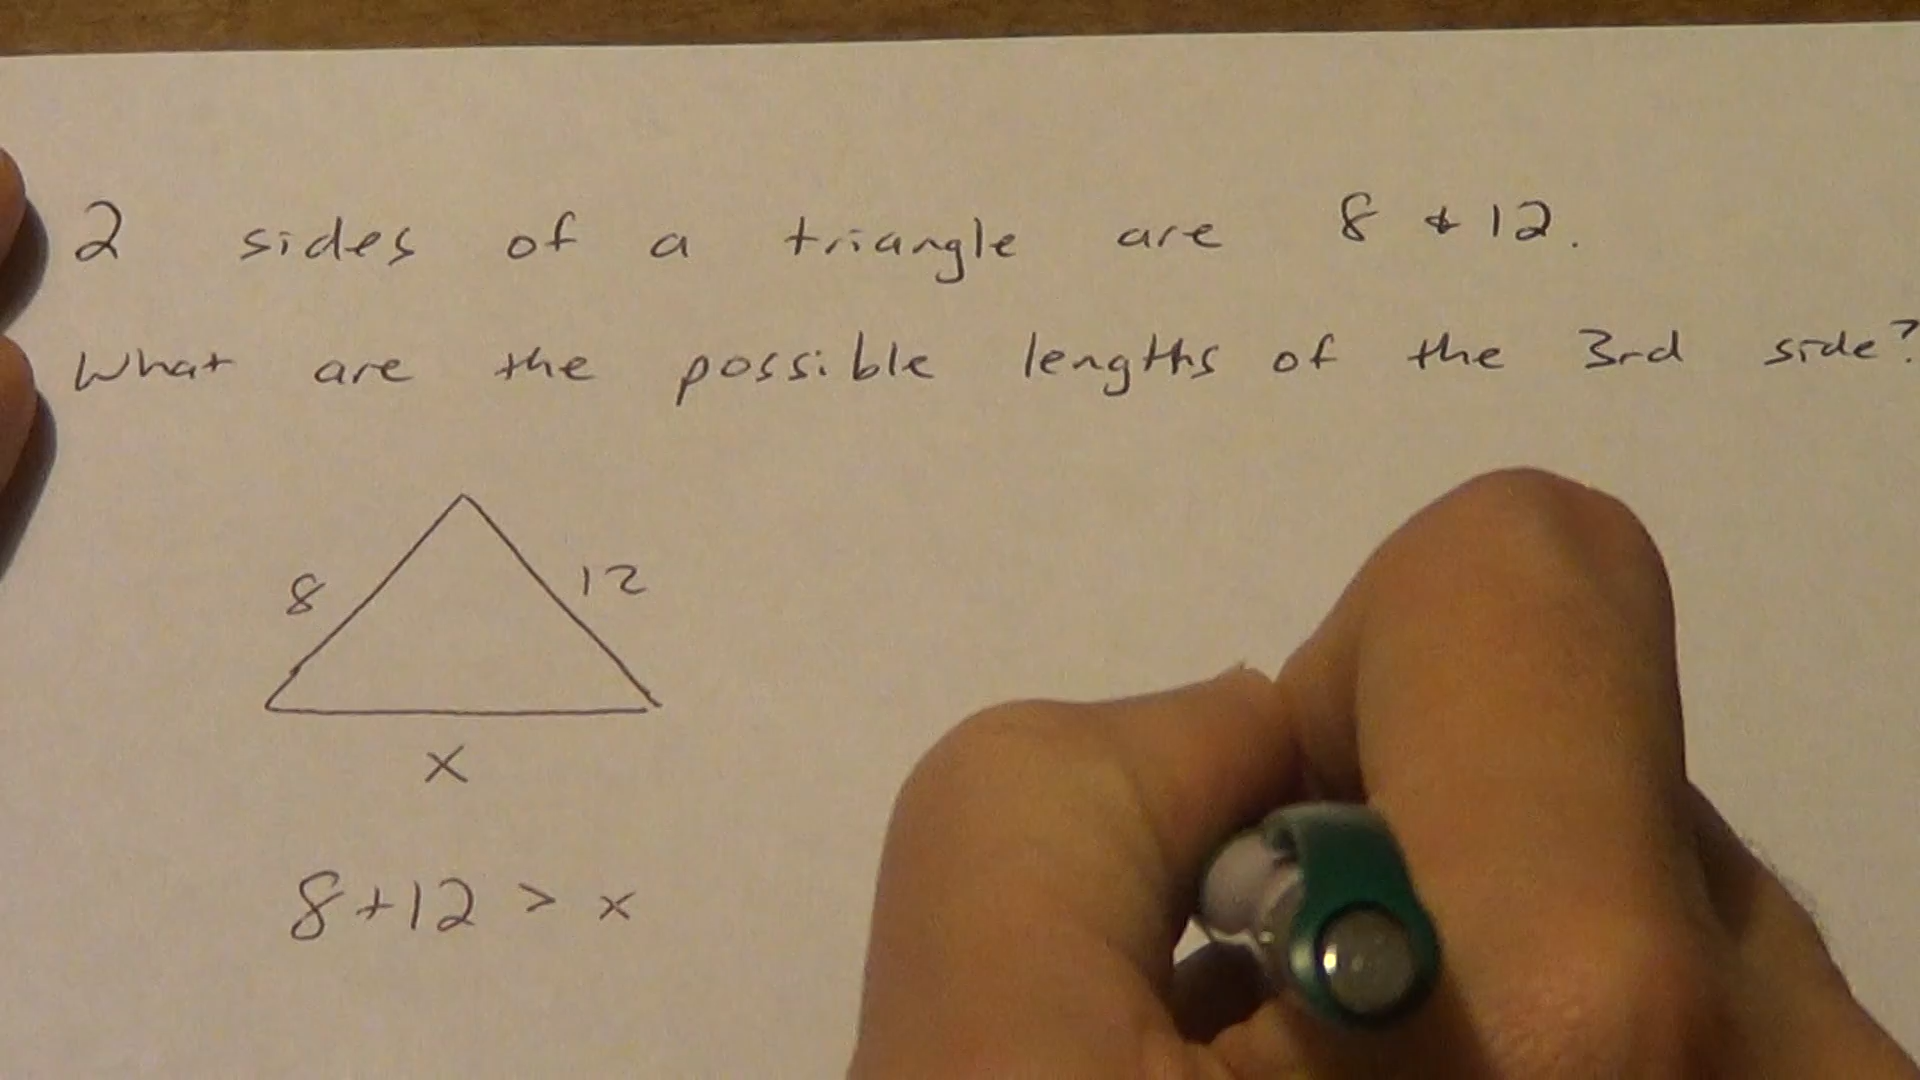 2 sides of a triangle are 8 & 12.
What are the possible lengths of the 3rd side?
8
12
x
8+12 > x